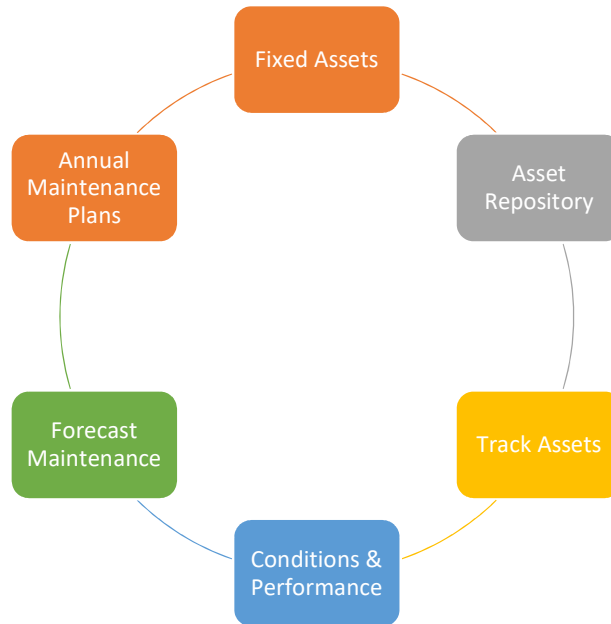 Fixed Assets
Asset
Repository
Track Assets
Conditions &
Performance
Forecast
Maintenance
Annual
Maintenance
Plans